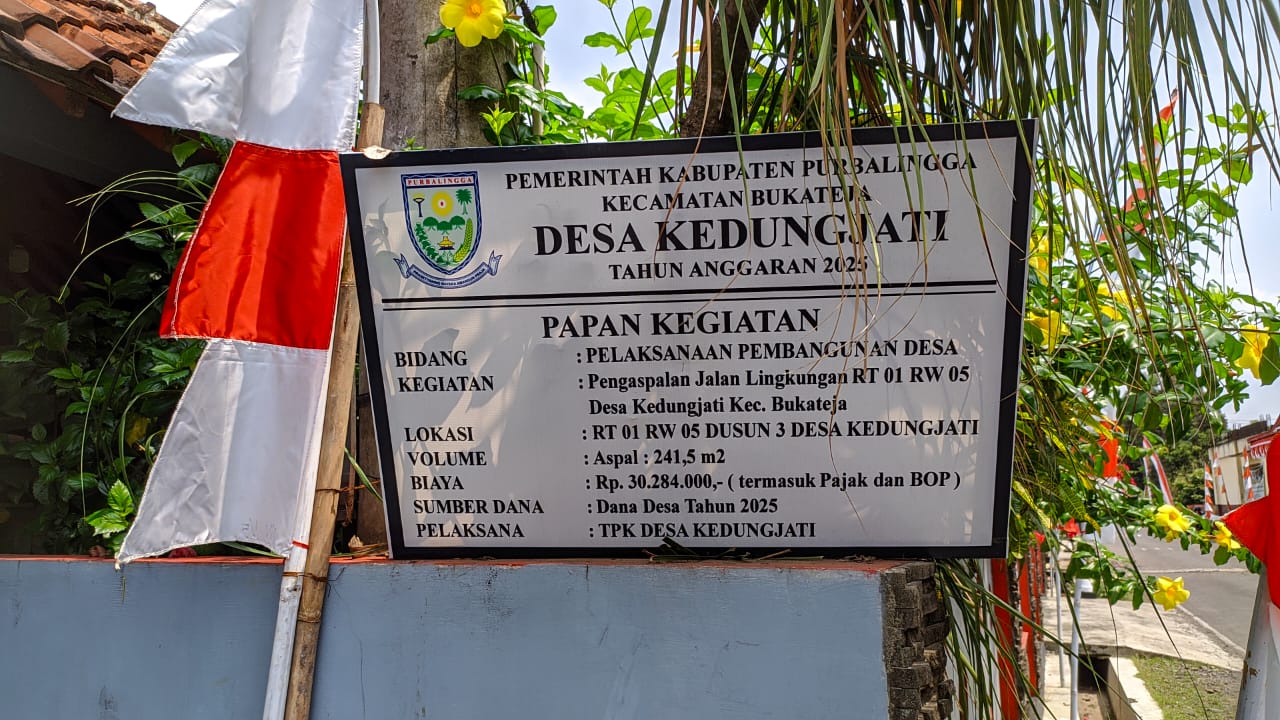 PURBALINGGA
PEMERINTAH KABUPATEN PURBALINGGA
KECAMATAN BUKATEJA
DESA KEDUNGJATI
TAHUN ANGGARAN 2025
PAPAN KEGIATAN
BIDANG : PELAKSANAAN PEMBANGUNAN DESA
KEGIATAN : Pengaspalan Jalan Lingkungan RT 01 RW 05
Desa Kedungjati Kec. Bukateja
LOKASI : RT 01 RW 05 DUSUN 3 DESA KEDUNGJATI
VOLUME : Aspal : 241,5 m2
BIAYA : Rp. 30.284.000,- ( termasuk Pajak dan BOP )
SUMBER DANA : Dana Desa Tahun 2025
PELAKSANA : TPK DESA KEDUNGJATI